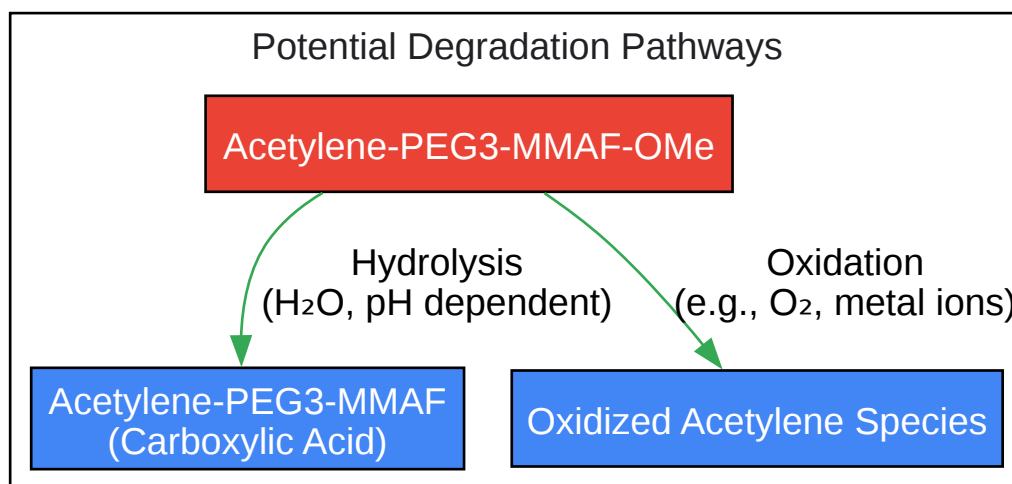 Potential Degradation Pathways
Acetylene-PEG3-MMAF-OMe
Hydrolysis
(H₂O, pH dependent)
Oxidation
(e.g., O₂, metal ions)
Acetylene-PEG3-MMAF
(Carboxylic Acid)
Oxidized Acetylene Species